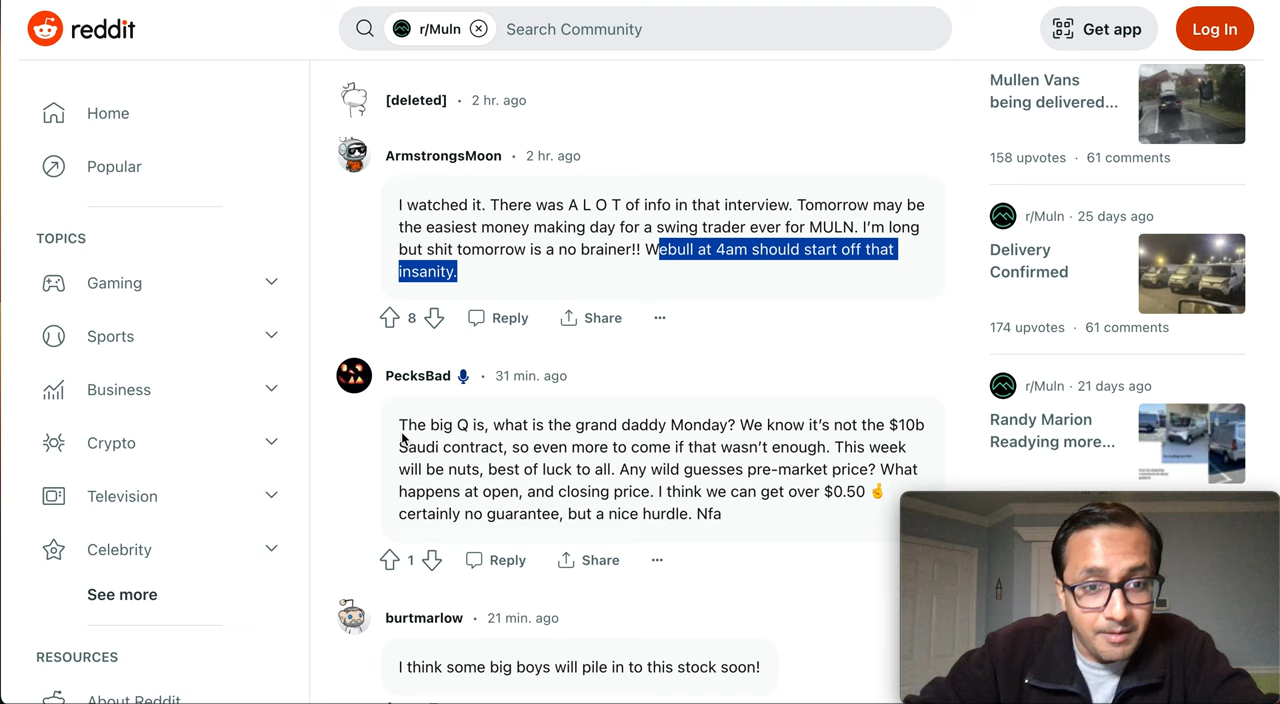 reddit
r/Muln
Search Community
Get app
Log In
Home
Popular
TOPICS
Gaming
Sports
Business
Crypto
Television
Celebrity
See more
RESOURCES
About Reddit
[deleted] • 2 hr. ago
ArmstrongsMoon • 2 hr. ago
I watched it. There was A L O T of info in that interview. Tomorrow may be
the easiest money making day for a swing trader ever for MULN. I'm long
but shit tomorrow is a no brainer!! Webull at 4am should start off that
insanity.
8
Reply
Share
PecksBad • 31 min. ago
The big Q is, what is the grand daddy Monday? We know it's not the $10b
Saudi contract, so even more to come if that wasn't enough. This week
will be nuts, best of luck to all. Any wild guesses pre-market price? What
happens at open, and closing price. I think we can get over $0.50 🤞
certainly no guarantee, but a nice hurdle. Nfa
1
Reply
Share
burtmarlow • 21 min. ago
I think some big boys will pile in to this stock soon!
Mullen Vans
being delivered...
158 upvotes · 61 comments
r/Muln · 25 days ago
Delivery
Confirmed
174 upvotes · 61 comments
r/Muln · 21 days ago
Randy Marion
Readying more...